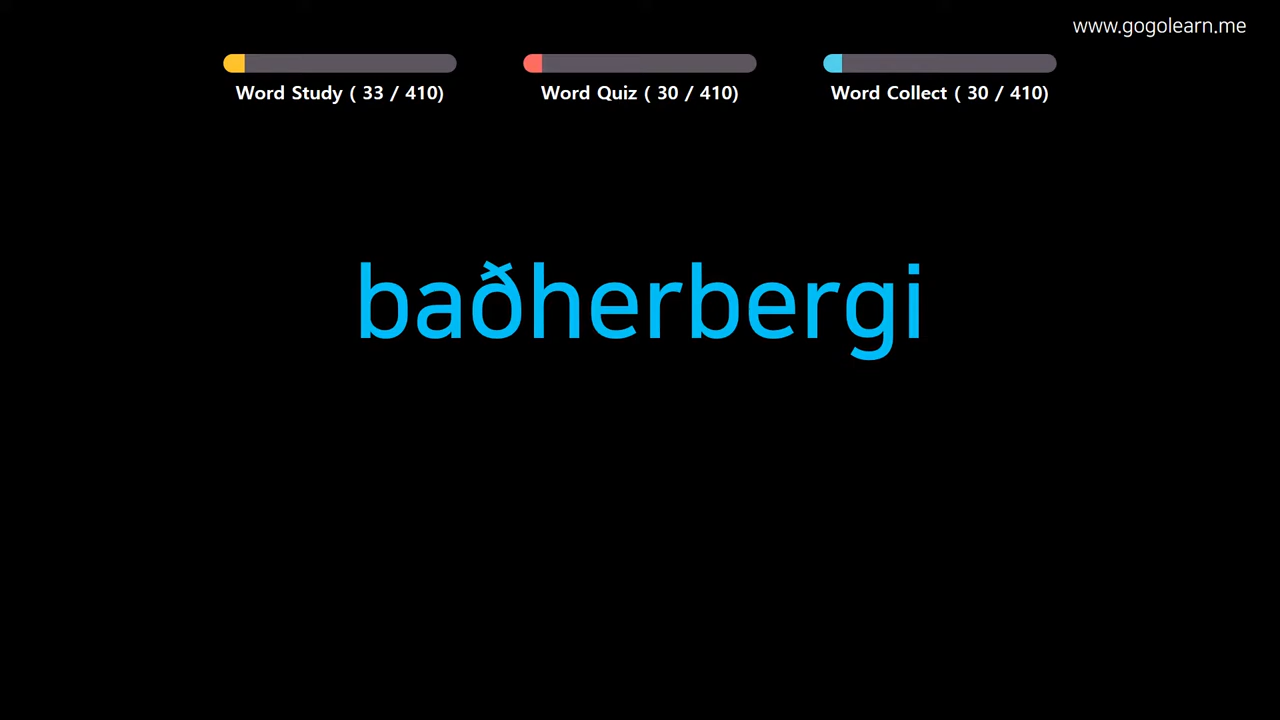 www.gogolearn.me
Word Study ( 33 / 410)
Word Quiz ( 30 / 410)
Word Collect ( 30 / 410)
baðherbergi